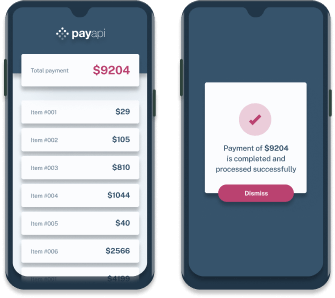 payapi
Total payment $9204
Item #001 $29
Item #002 $105
Item #003 $810
Item #004 $1044
Item #005 $40
Item #006 $2566
Payment of $9204
is completed and
processed successfully
Dismiss